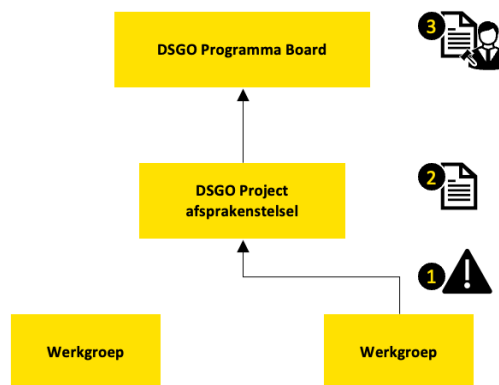 DSGO Programma Board
3
DSGO Project
afsprakenstelsel
2
1
Werkgroep
Werkgroep